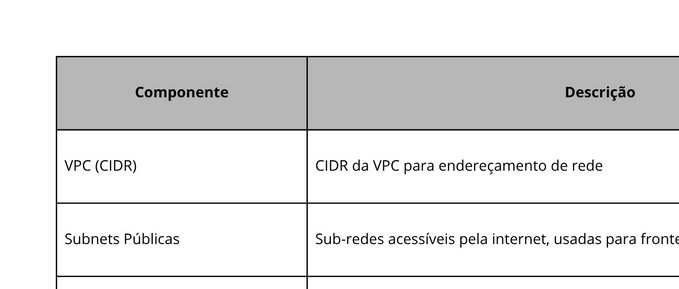 Componente Descrição
VPC (CIDR) CIDR da VPC para endereçamento de rede
Subnets Públicas Sub-redes acessíveis pela internet, usadas para